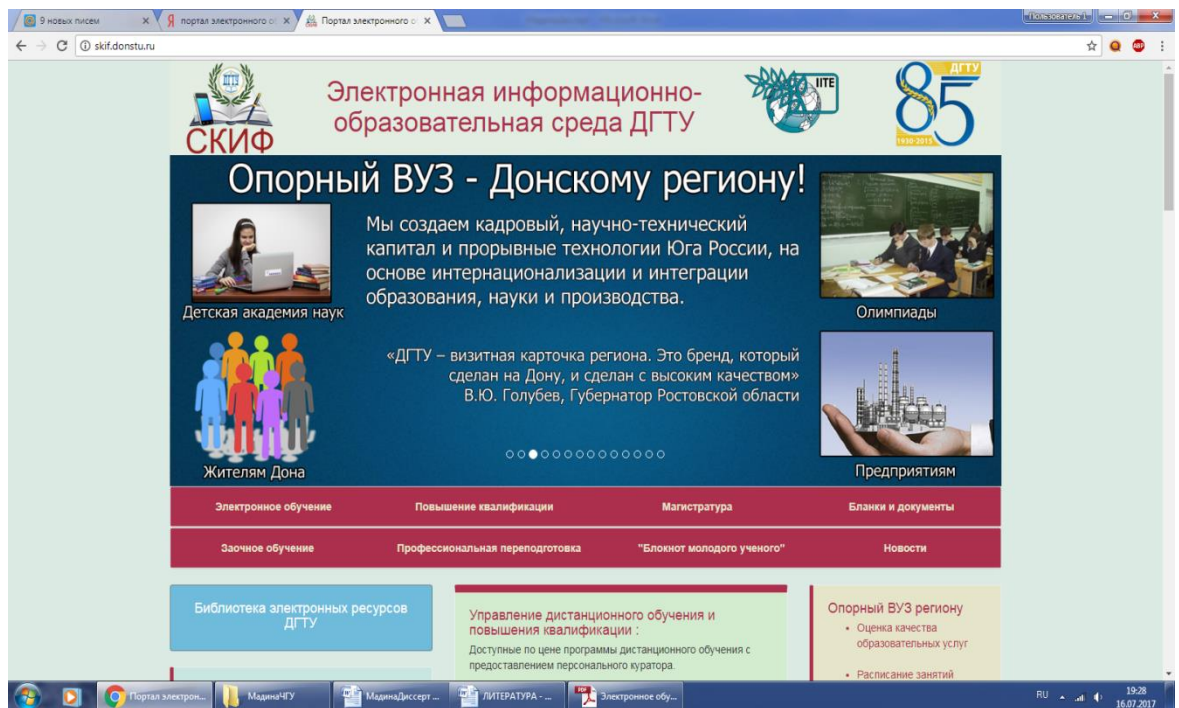 9 новых писем
портал электронного о
Портал электронного о
Пользователь 1
skif.donstu.ru
ABP
ДГТУ
СКИФ
Электронная информационно-
образовательная среда ДГТУ
IITE
ДГТУ
85
1930-2015
Опорный ВУЗ - Донскому региону!
Мы создаем кадровый, научно-технический
капитал и прорывные технологии Юга России, на
основе интернационализации и интеграции
образования, науки и производства.
Детская академия наук
Олимпиады
«ДГТУ – визитная карточка региона. Это бренд, который
сделан на Дону, и сделан с высоким качеством»
В.Ю. Голубев, Губернатор Ростовской области
Жителям Дона
Предприятиям
Электронное обучение
Повышение квалификации
Магистратура
Бланки и документы
Заочное обучение
Профессиональная переподготовка
"Блокнот молодого ученого"
Новости
Библиотека электронных ресурсов
ДГТУ
Управление дистанционного обучения и
повышения квалификации :
Доступные по цене программы дистанционного обучения с
предоставлением персонального куратора.
Опорный ВУЗ региону
• Оценка качества
образовательных услуг
• Расписание занятий
Портал электрон...
МадинаЧГУ
МадинаДиссерт ...
ЛИТЕРАТУРА - ...
Электронное обу...
RU
19:28
16.07.2017